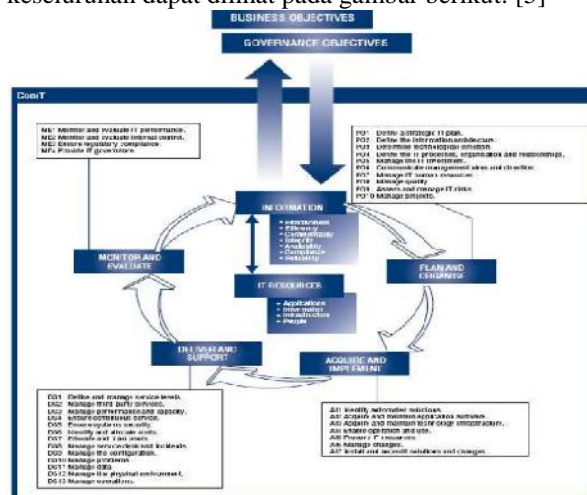 keseluruhan dapat dilihat pada gambar berikut: [3]
BUSINESS OBJECTIVES
GOVERNANCE OBJECTIVES
COBIT
ME1 Monitor and evaluate IT performance.
ME2 Monitor and evaluate internal control.
ME3 Ensure regulatory compliance.
ME4 Provide IT governance.
PO1 Define a strategic IT plan.
PO2 Define the information architecture.
PO3 Determine technological direction.
PO4 Define the IT processes, organisation and relationships.
PO5 Manage the IT investment.
PO6 Communicate management aims and direction.
PO7 Manage IT human resources.
PO8 Manage quality.
PO9 Assess and manage IT risks.
PO10 Manage projects.
INFORMATION
• Effectiveness
• Efficiency
• Confidentiality
• Integrity
• Availability
• Compliance
• Reliability
MONITOR AND
EVALUATE
PLAN AND
ORGANISE
IT RESOURCES
• Applications
• Information
• Infrastructure
• People
DELIVER AND
SUPPORT
ACQUIRE AND
IMPLEMENT
DS1 Define and manage service levels.
DS2 Manage third-party services.
DS3 Manage performance and capacity.
DS4 Ensure continuous service.
DS5 Ensure systems security.
DS6 Identify and allocate costs.
DS7 Educate and train users.
DS8 Manage service desk and incidents.
DS9 Manage the configuration.
DS10 Manage problems.
DS11 Manage data.
DS12 Manage the physical environment.
DS13 Manage operations.
AI1 Identify automated solutions.
AI2 Acquire and maintain application software.
AI3 Acquire and maintain technology infrastructure.
AI4 Enable operation and use.
AI5 Procure IT resources.
AI6 Manage changes.
AI7 Install and accredit solutions and changes.